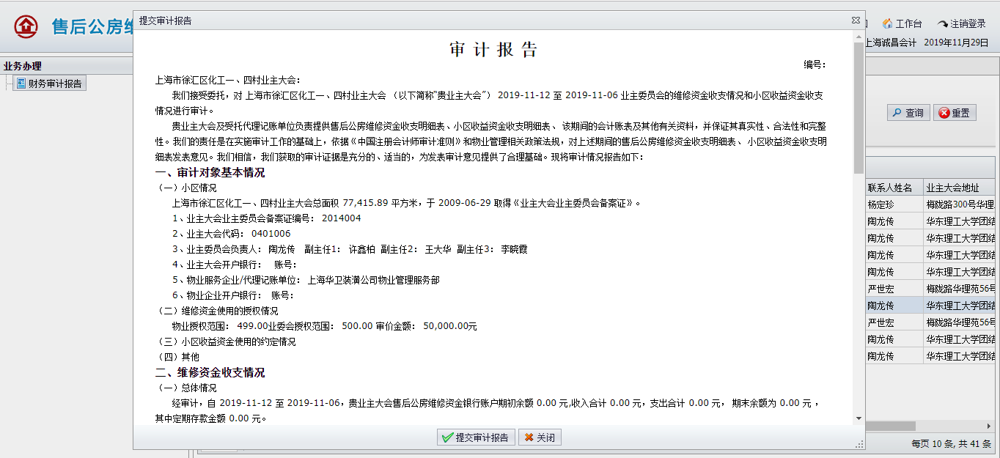 售后公房维
工作台
注销登录
上海诚昌会计 2019年11月29日
业务办理
财务审计报告
提交审计报告
审 计 报 告
编号：
上海市徐汇区化工一、四村业主大会：
我们接受委托，对 上海市徐汇区化工一、四村业主大会 （以下简称“贵业主大会”） 2019-11-12 至 2019-11-06 业主委员会的维修资金收支情况和小区收益资金收支
情况进行审计。
贵业主大会及受托代理记账单位负责提供售后公房维修资金收支明细表、小区收益资金收支明细表、 该期间的会计账表及其他有关资料，并保证其真实性、合法性和完整
性。我们的责任是在实施审计工作的基础上，依据《中国注册会计师审计准则》和物业管理相关政策法规，对上述期间的售后公房维修资金收支明细表、 小区收益资金收支明
细表发表意见。我们相信，我们获取的审计证据是充分的、适当的，为发表审计意见提供了合理基础。现将审计情况报告如下：
一、审计对象基本情况
（一）小区情况
上海市徐汇区化工一、四村业主大会总面积 77,415.89 平方米，于 2009-06-29 取得《业主大会业主委员会备案证》。
1、业主大会业主委员会备案证编号： 2014004
2、业主大会代码： 0401006
3、业主委员会负责人： 陶龙传 副主任1： 许鑫柏 副主任2： 王大华 副主任3： 李晓霞
4、业主大会开户银行： 账号：
5、物业服务企业/代理记账单位： 上海华卫装潢公司物业管理服务部
6、物业企业开户银行： 账号：
（二）维修资金使用的授权情况
物业授权范围： 499.00业委会授权范围： 500.00 审价金额： 50,000.00元
（三）小区收益资金使用的约定情况
（四）其他
二、维修资金收支情况
（一）总体情况
经审计，自 2019-11-12 至 2019-11-06，贵业主大会售后公房维修资金银行账户期初余额 0.00 元,收入合计 0.00 元，支出合计 0.00 元， 期末余额为 0.00 元 ，
其中定期存款金额 0.00 元。
提交审计报告
关闭
查询
重置
联系人姓名 业主大会地址
杨定珍 梅陇路300号华理
陶龙传 华东理工大学团结
陶龙传 华东理工大学团结
陶龙传 华东理工大学团结
陶龙传 华东理工大学团结
严世宏 梅陇路华理苑56号
陶龙传 华东理工大学团结
严世宏 梅陇路华理苑56号
陶龙传 华东理工大学团结
陶龙传 华东理工大学团结
每页 10 条, 共 41 条